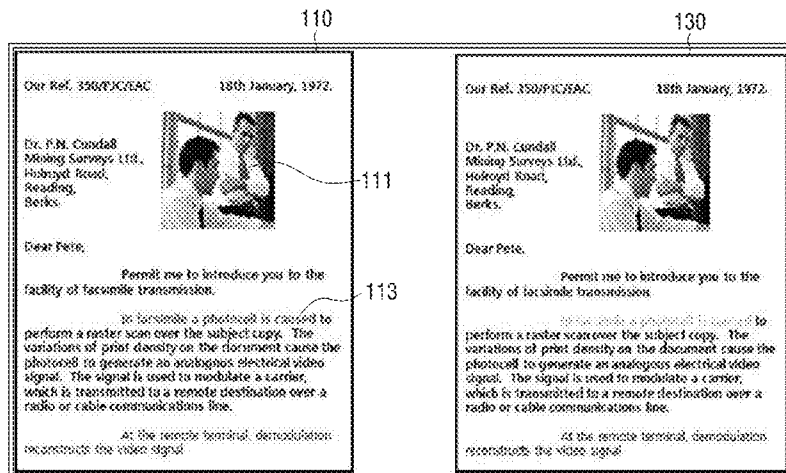 110
130
Our Ref. 350/PJC/EAC 18th January, 1972.
Dr. P.N. Cundall
Mining Surveys Ltd.,
Holroyd Road,
Reading,
Berks.
111
Dear Pete,
Permit me to introduce you to the
facility of facsimile transmission.
113
In facsimile a photocell is caused to
perform a raster scan over the subject copy. The
variations of print density on the document cause the
photocell to generate an analogous electrical video
signal. The signal is used to modulate a carrier,
which is transmitted to a remote destination over a
radio or cable communications line.
At the remote terminal, demodulation
reconstructs the video signal
Our Ref. 350/PJC/EAC 18th January, 1972.
Dr. P.N. Cundall
Mining Surveys Ltd.,
Holroyd Road,
Reading,
Berks.
Dear Pete,
Permit me to introduce you to the
facility of facsimile transmission.
In facsimile a photocell is caused to
perform a raster scan over the subject copy. The
variations of print density on the document cause the
photocell to generate an analogous electrical video
signal. The signal is used to modulate a carrier,
which is transmitted to a remote destination over a
radio or cable communications line.
At the remote terminal, demodulation
reconstructs the video signal